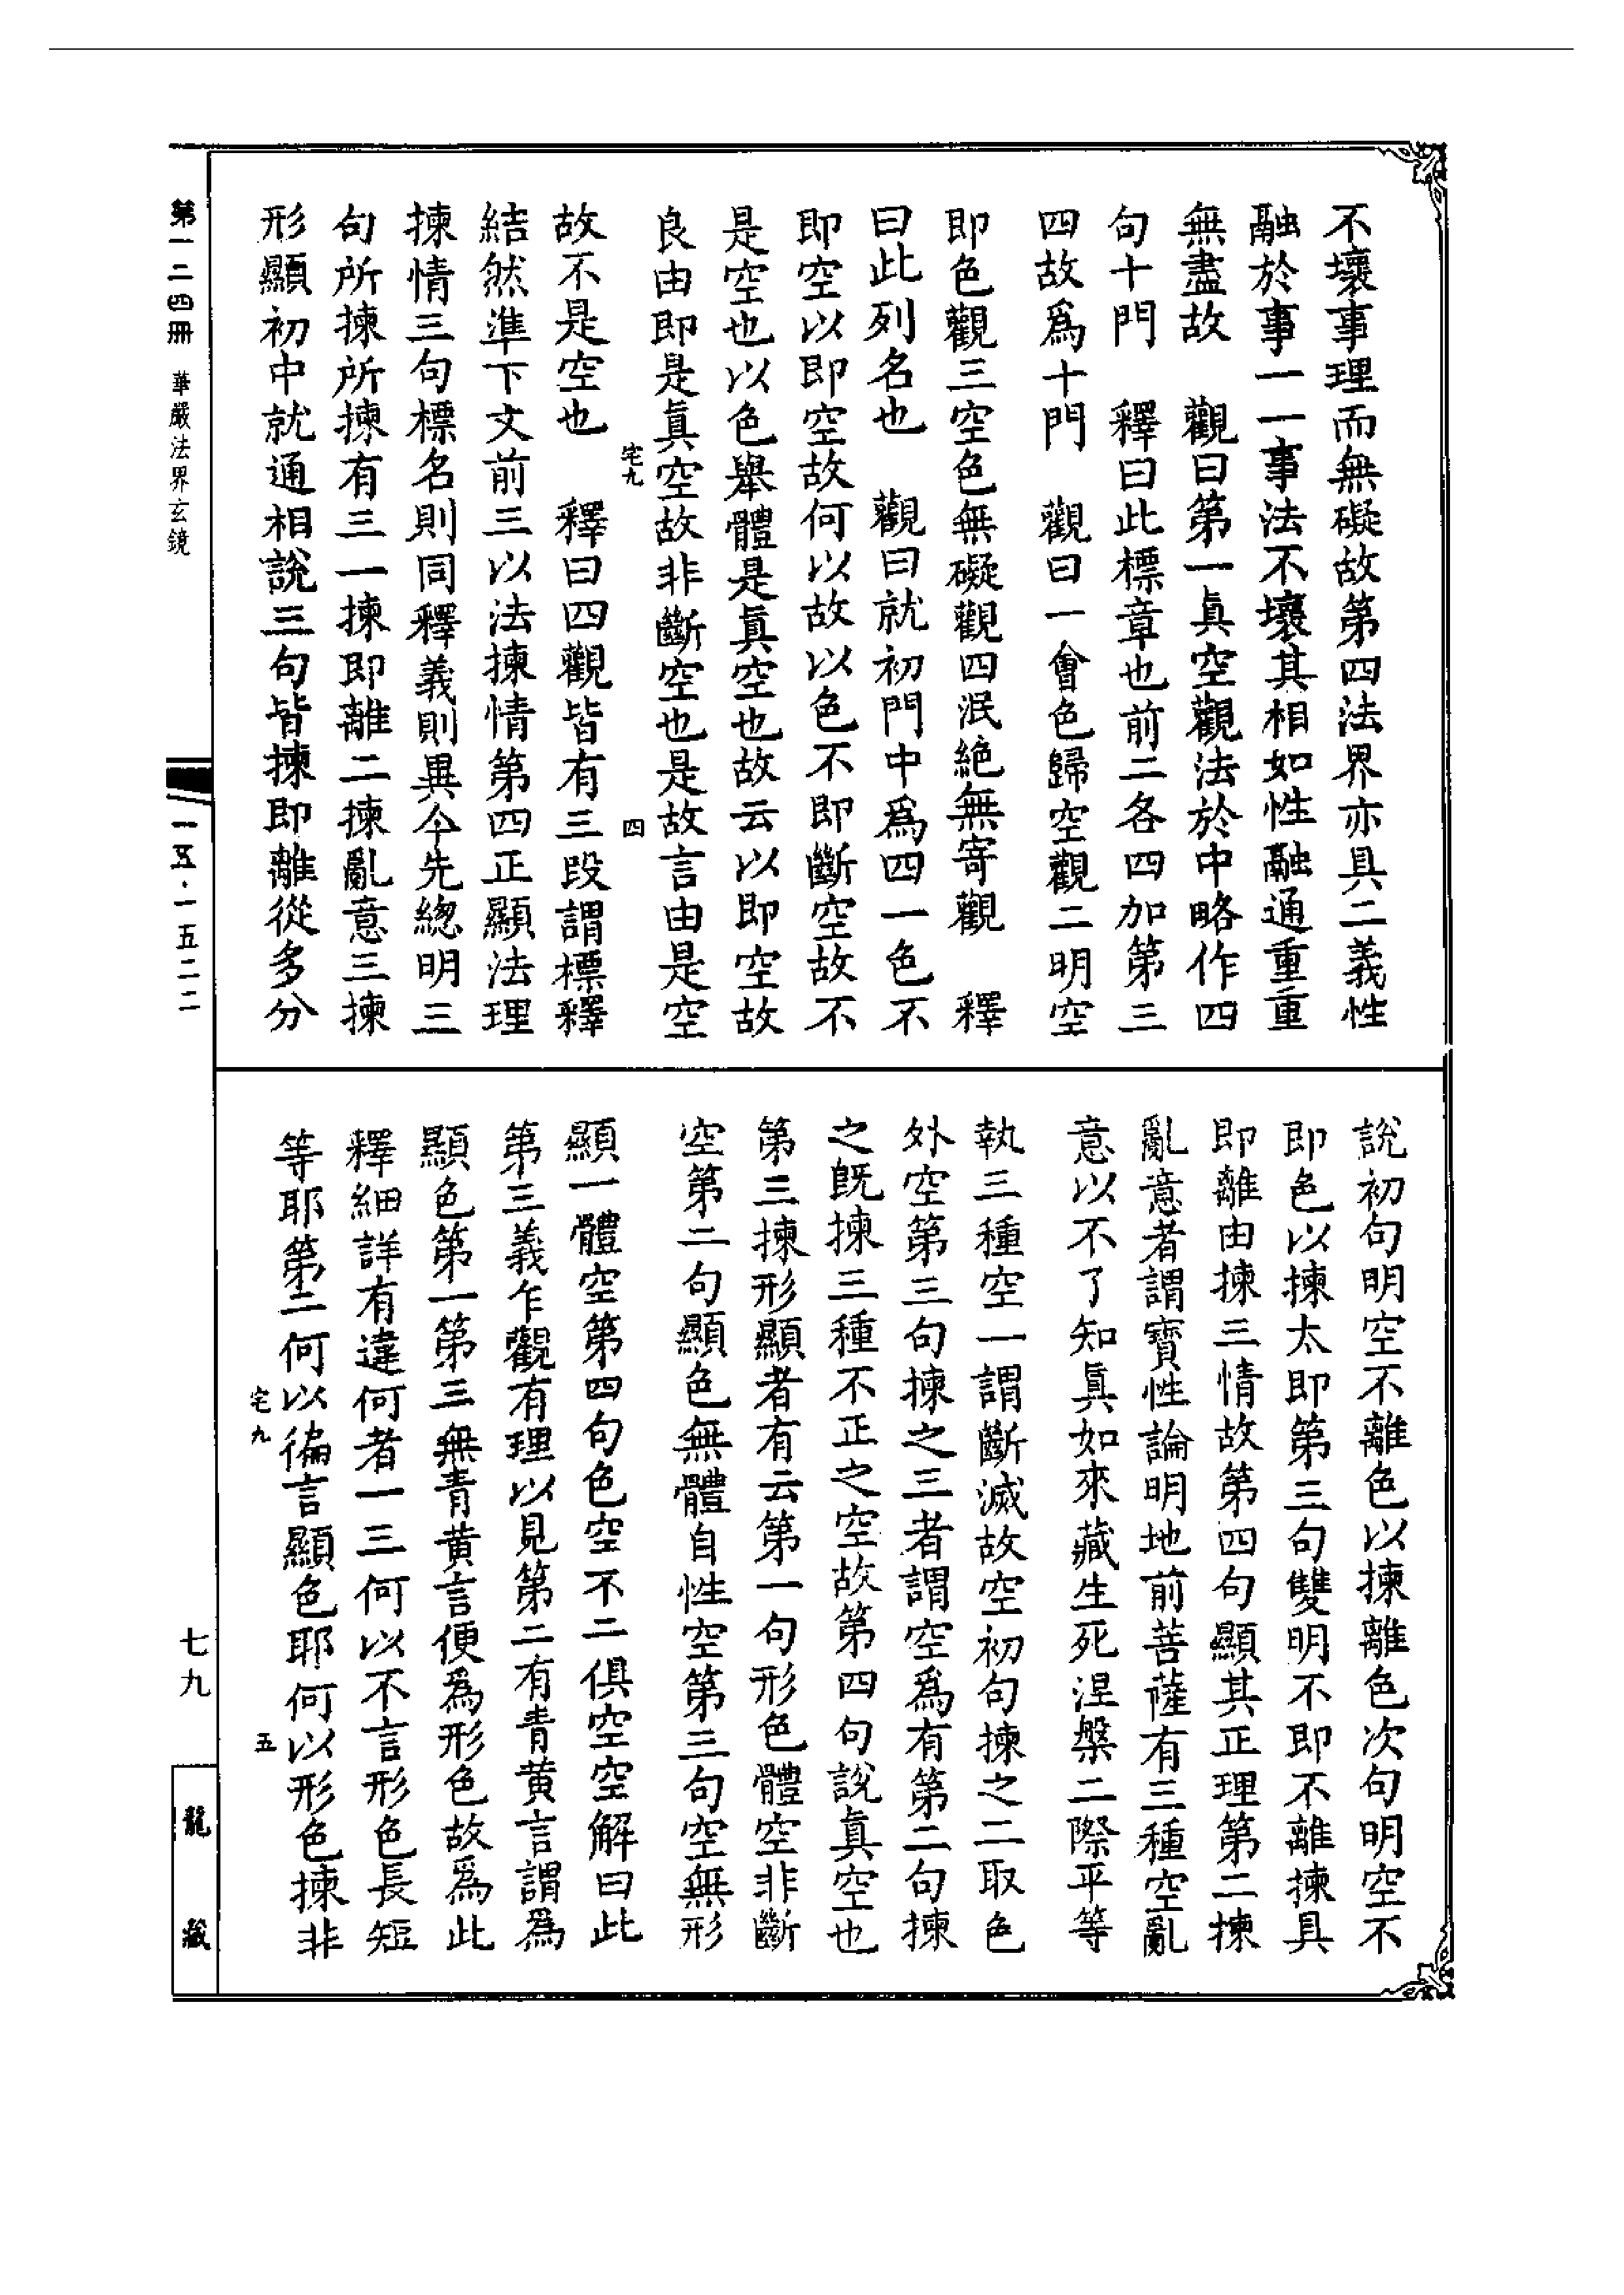 不壞事理而無礙故第四法界亦具二義性
融於事一一事法不壞其相如性融通重重
無盡故　觀曰第一眞空觀法於中略作四
句十門　釋曰此標章也前二各四加第三
四故爲十門　觀曰一會色歸空觀二明空
即色觀三空色無礙觀四泯絶無寄觀　釋
曰此列名也　觀曰就初門中爲四一色不
即空以即空故何以故以色不即斷空故不
是空也以色舉體是眞空也故云以即空故
良由即是眞空故非斷空也是故言由是空
宅九
四
故不是空也　釋曰四觀皆有三段謂標釋
結然準下文前三以法揀情第四正顯法理
揀情三句標名則同釋義則異今先總明三
句所揀所揀有三一揀即離二揀亂意三揀
形顯初中就通相說三句皆揀即離從多分
說初句明空不離色以揀離色次句明空不
即色以揀太即第三句雙明不即不離揀具
即離由揀三情故第四句顯其正理第二揀
亂意者謂寶性論明地前菩薩有三種空亂
意以不了知眞如來藏生死涅槃二際平等
執三種空一謂斷滅故空初句揀之二取色
外空第三句揀之三者謂空爲有第二句揀
之既揀三種不正之空故第四句說眞空也
第三揀形顯者有云第一句形色體空非斷
空第二句顯色無體自性空第三句空無形
顯一體空第四句色空不二俱空空解曰此
第三義乍觀有理以見第二有青黄言謂爲
顯色第一第三無青黄言便爲形色故爲此
釋細詳有違何者一三何以不言形色長短
等耶第二何以徧言顯色耶何以形色揀非
宅九
五
第一二四冊　華嚴法界玄鏡
一五·一五二二
七九
龍藏